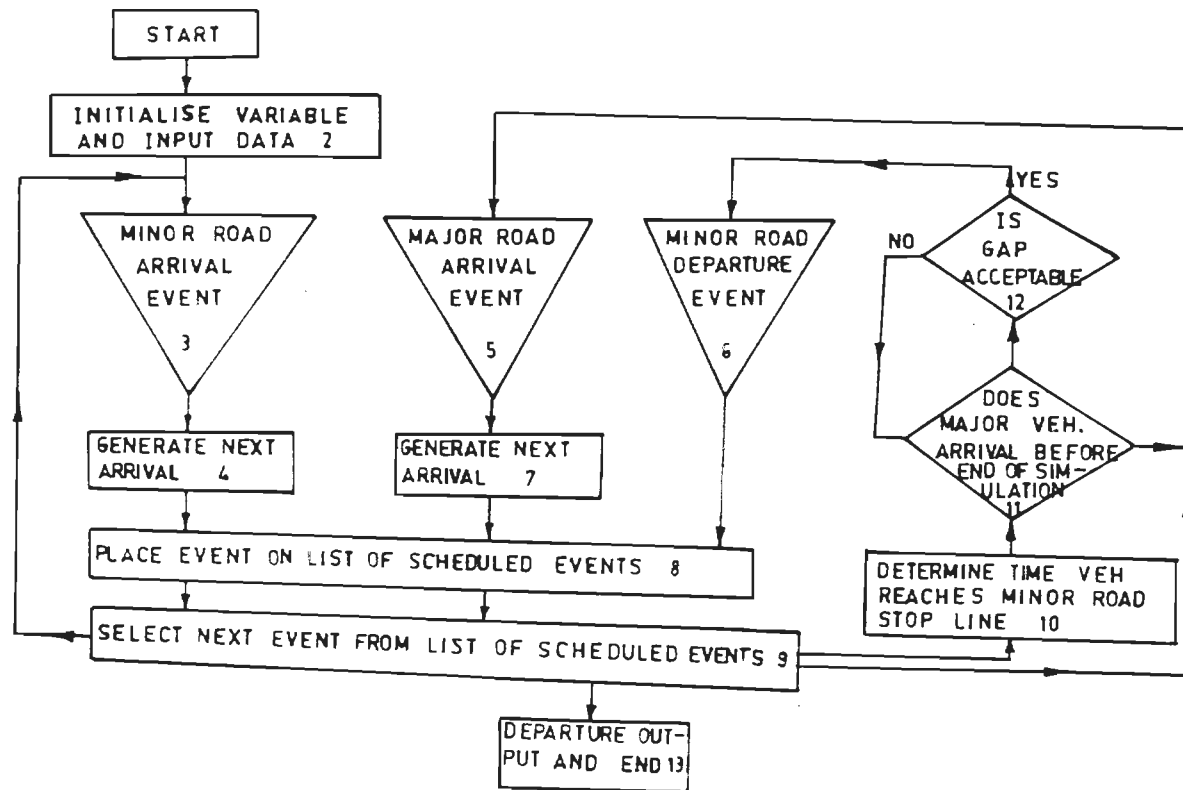 START
INITIALISE VARIABLE
AND INPUT DATA 2
MINOR ROAD
ARRIVAL
EVENT
3
MAJOR ROAD
ARRIVAL
EVENT
5
MINOR ROAD
DEPARTURE
EVENT
6
YES
NO
IS
GAP
ACCEPTABLE
12
DOES
MAJOR VEH.
ARRIVAL BEFORE
END OF SIM-
ULATION
11
GENERATE NEXT
ARRIVAL 4
GENERATE NEXT
ARRIVAL 7
PLACE EVENT ON LIST OF SCHEDULED EVENTS 8
DETERMINE TIME VEH
REACHES MINOR ROAD
STOP LINE 10
SELECT NEXT EVENT FROM LIST OF SCHEDULED EVENTS 9
DEPARTURE OUT-
PUT AND END 13